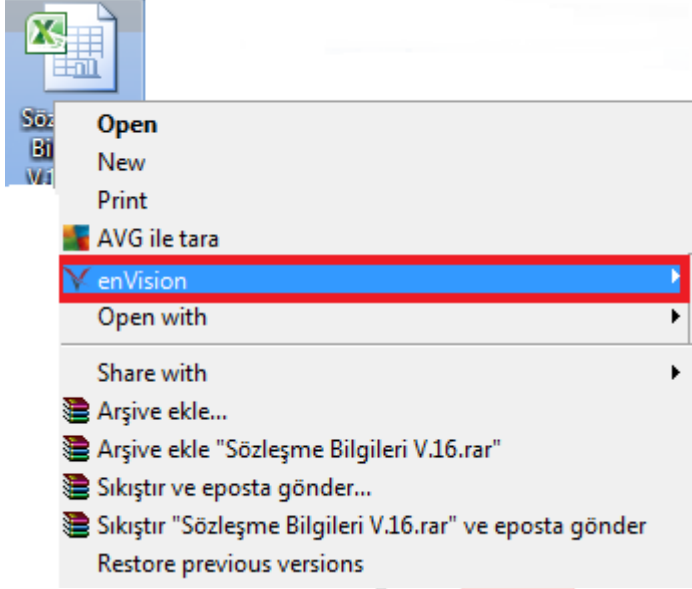 Söz
Bi
V.1
Open
New
Print
AVG ile tara
enVision
Open with
Share with
Arşive ekle...
Arşive ekle "Sözleşme Bilgileri V.16.rar"
Sıkıştır ve eposta gönder...
Sıkıştır "Sözleşme Bilgileri V.16.rar" ve eposta gönder
Restore previous versions